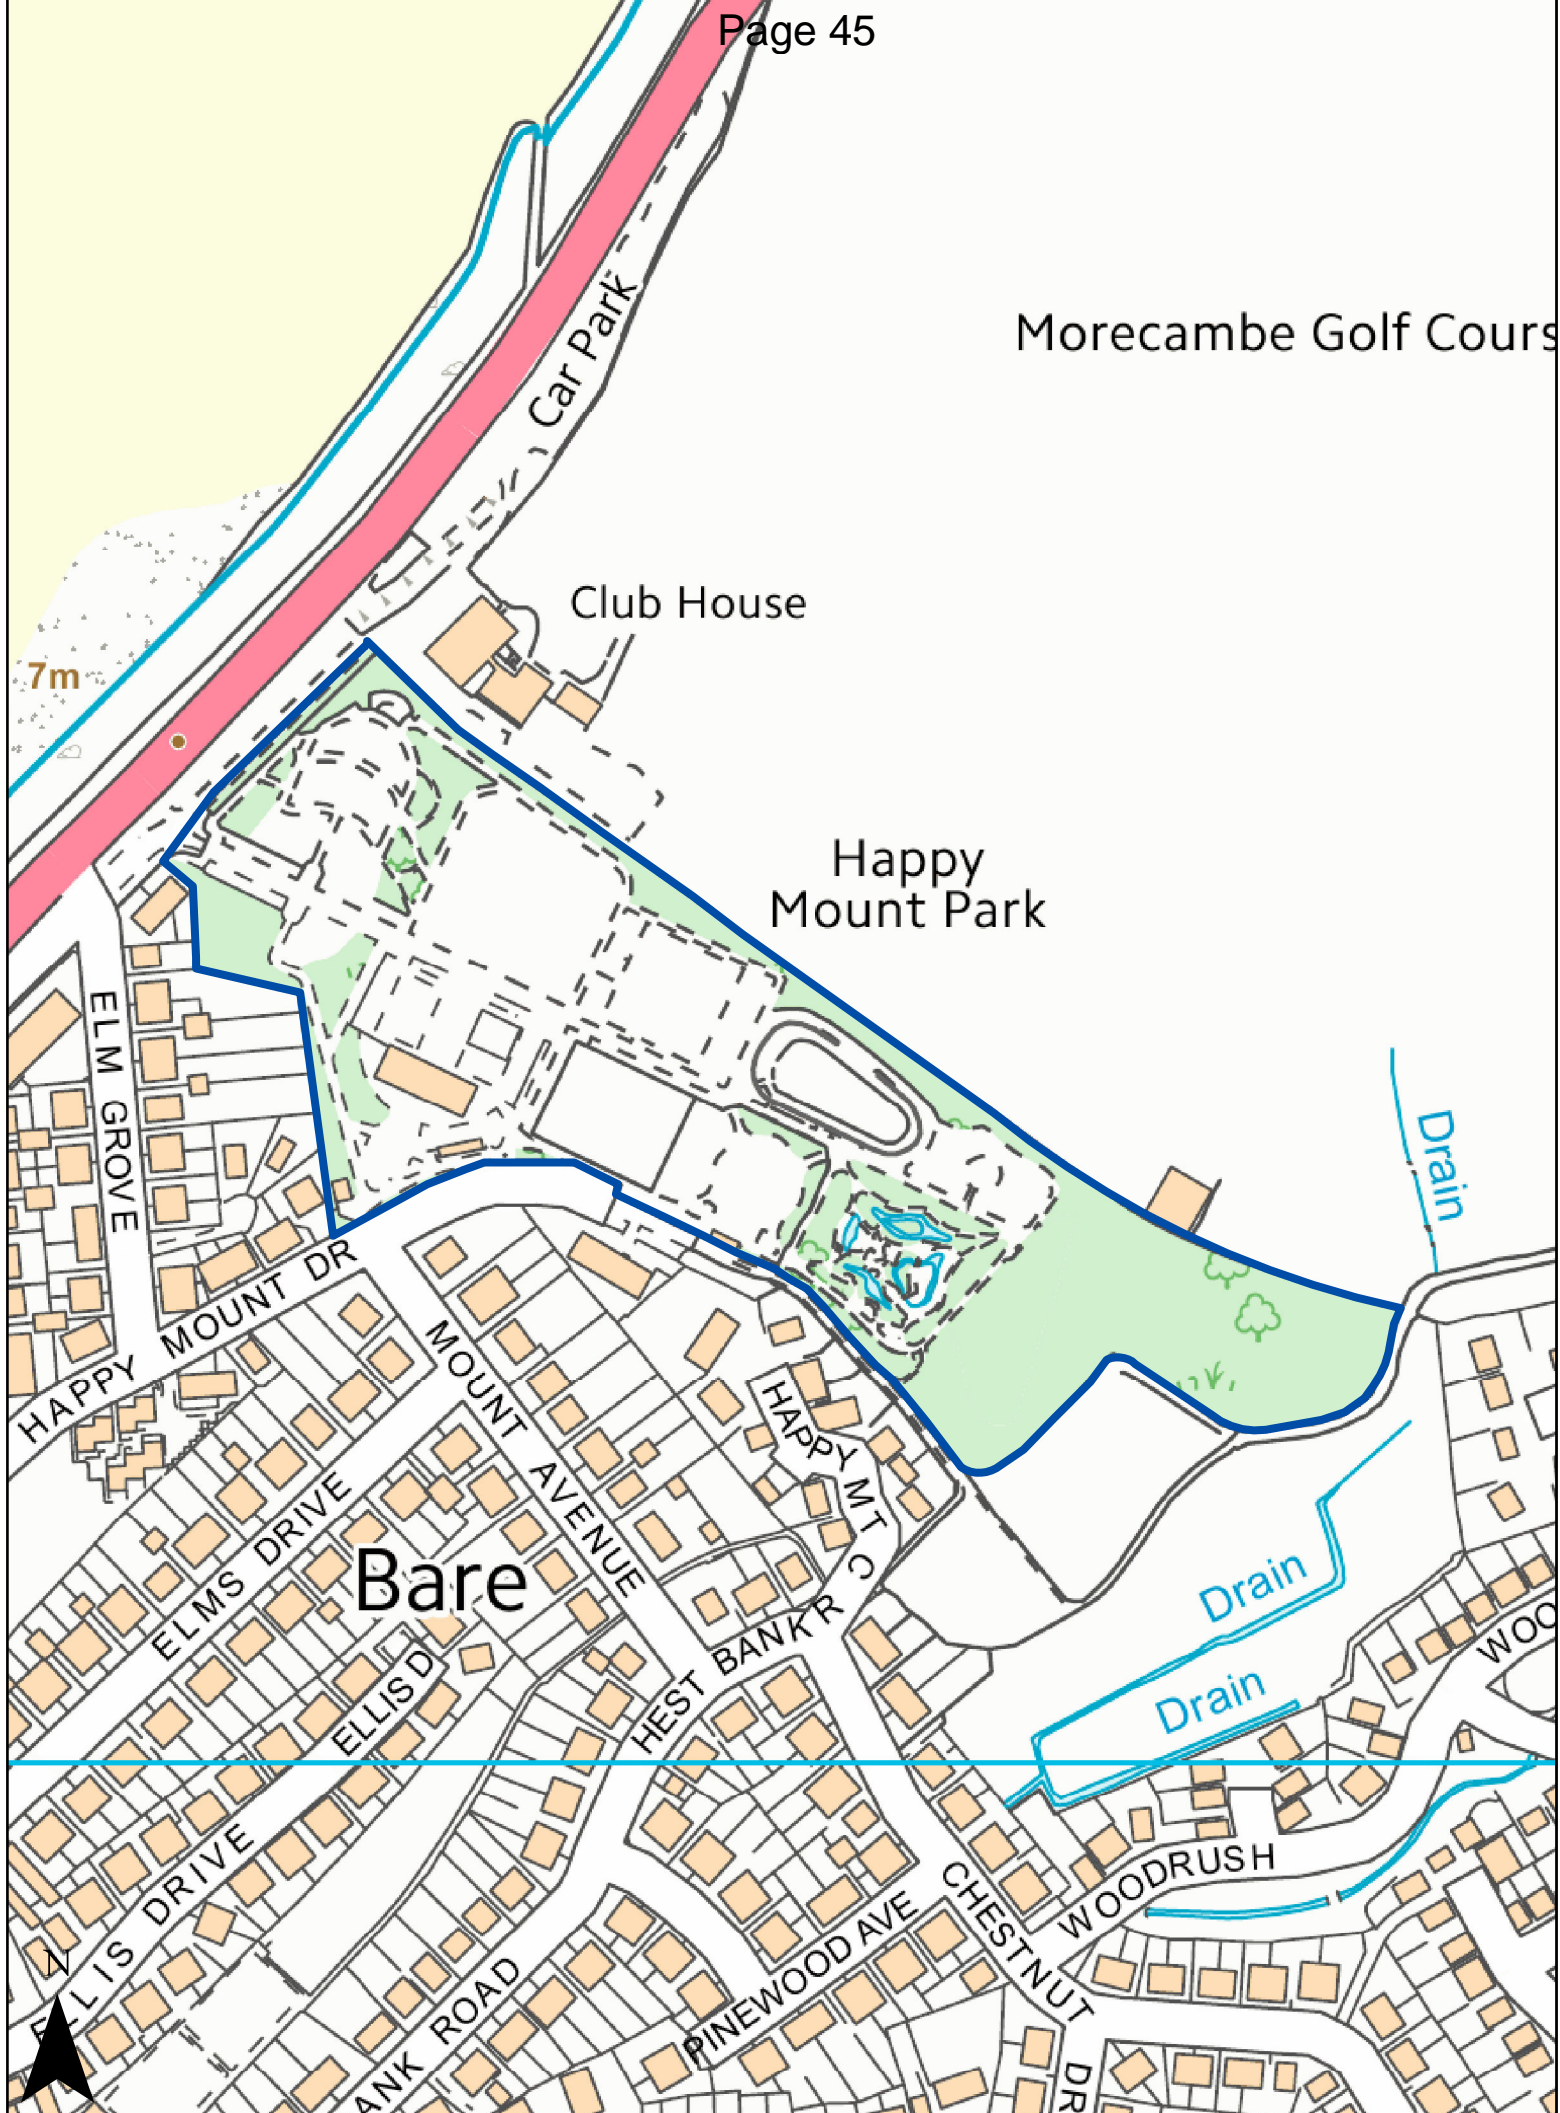 Page 45
Car Park
Morecambe Golf Cours
Club House
7m
Happy
Mount Park
ELM GROVE
Drain
HAPPY MOUNT DR
MOUNT AVENUE
HAPPY MT C
ELMS DRIVE
Bare
Drain
HEST BANK R
ELLIS D
WOO
Drain
ELLIS DRIVE
WOODRUSH
CHESTNUT
PINEWOOD AVE
N
ANK ROAD
DR